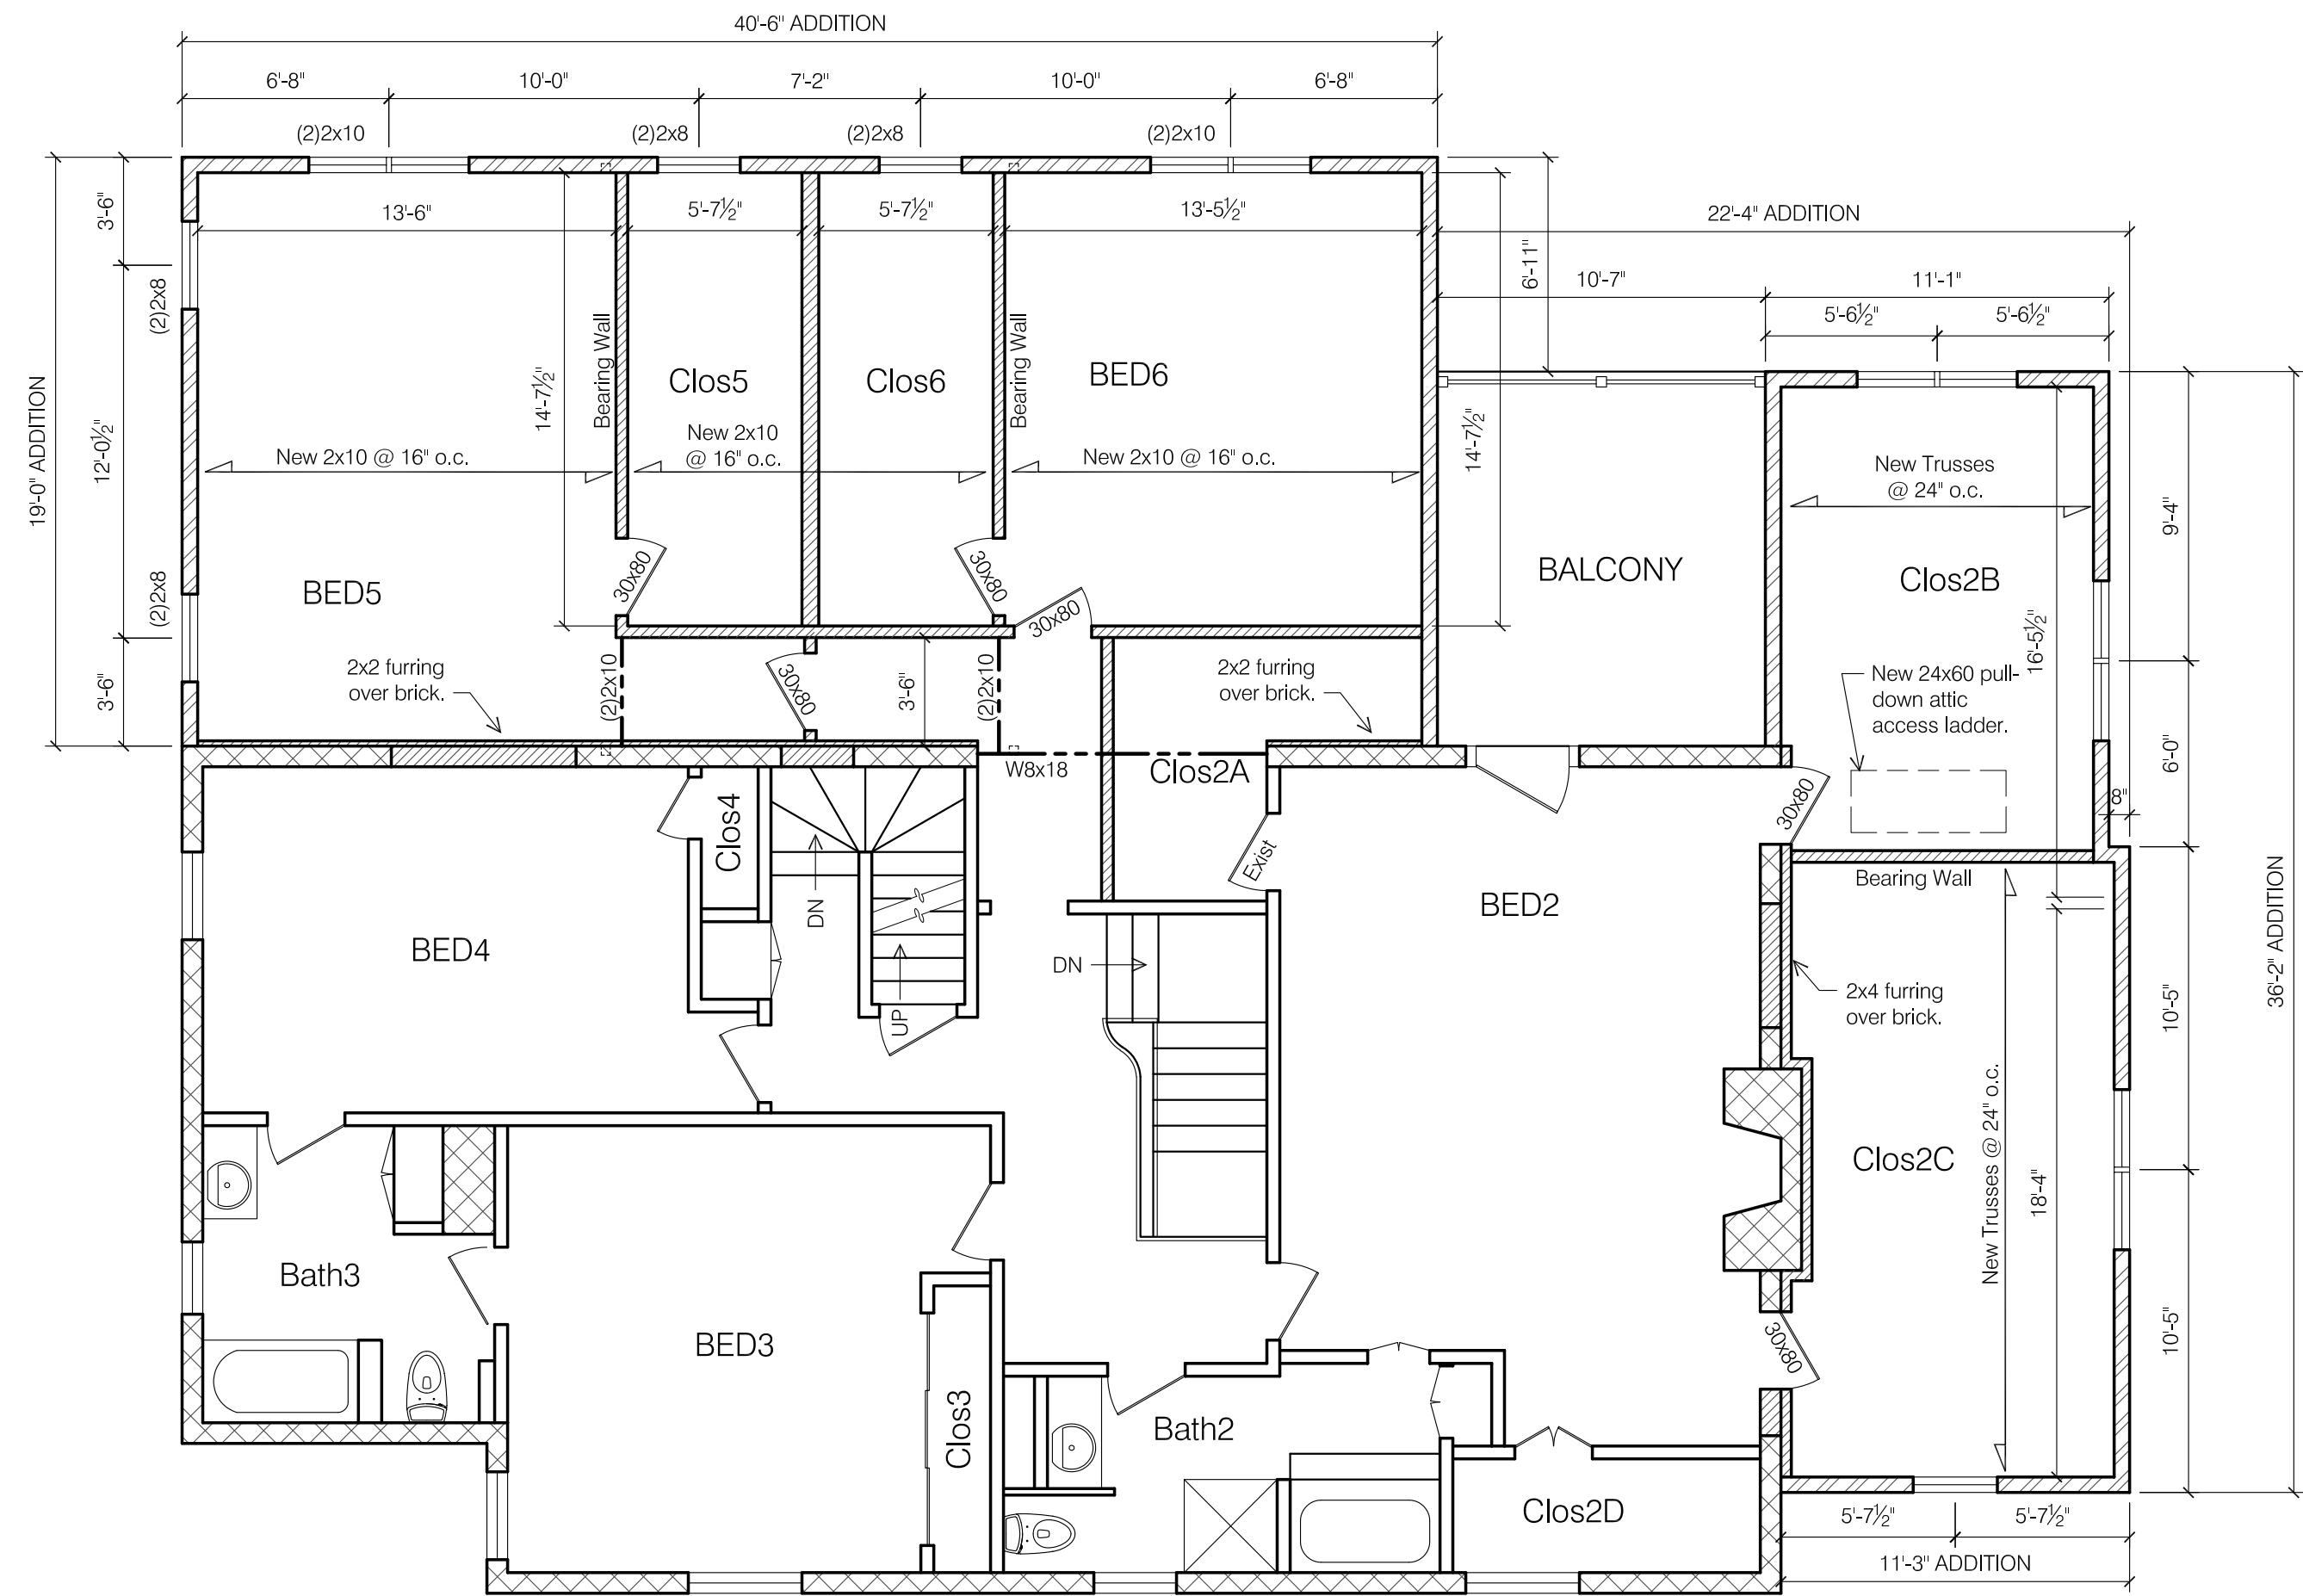 40'-6" ADDITION
6'-8"
10'-0"
7'-2"
10'-0"
6'-8"
(2)2x10
(2)2x8
(2)2x8
(2)2x10
13'-6"
5'-7½"
5'-7½"
13'-5½"
22'-4" ADDITION
6'-11"
10'-7"
11'-1"
5'-6½"
5'-6½"
3'-6"
(2)2x8
19'-0" ADDITION
12'-0½"
(2)2x8
3'-6"
14'-7½"
Bearing Wall
Clos5
Clos6
Bearing Wall
BED6
14'-7½"
New 2x10 @ 16" o.c.
New 2x10
@ 16" o.c.
New 2x10 @ 16" o.c.
New Trusses
@ 24" o.c.
9'-4"
BED5
30x80
30x80
30x80
BALCONY
Clos2B
16'-5½"
2x2 furring
over brick.
(2)2x10
30x80
3'-6"
(2)2x10
2x2 furring
over brick.
New 24x60 pull-
down attic
access ladder.
6'-0"
8"
W8x18
Clos2A
30x80
Clos4
Exist
DN
Bearing Wall
BED2
BED4
DN
UP
2x4 furring
over brick.
36'-2" ADDITION
10'-5"
New Trusses @ 24" o.c.
Clos2C
18'-4"
Bath3
BED3
30x80
10'-5"
Clos3
Bath2
Clos2D
5'-7½"
5'-7½"
11'-3" ADDITION